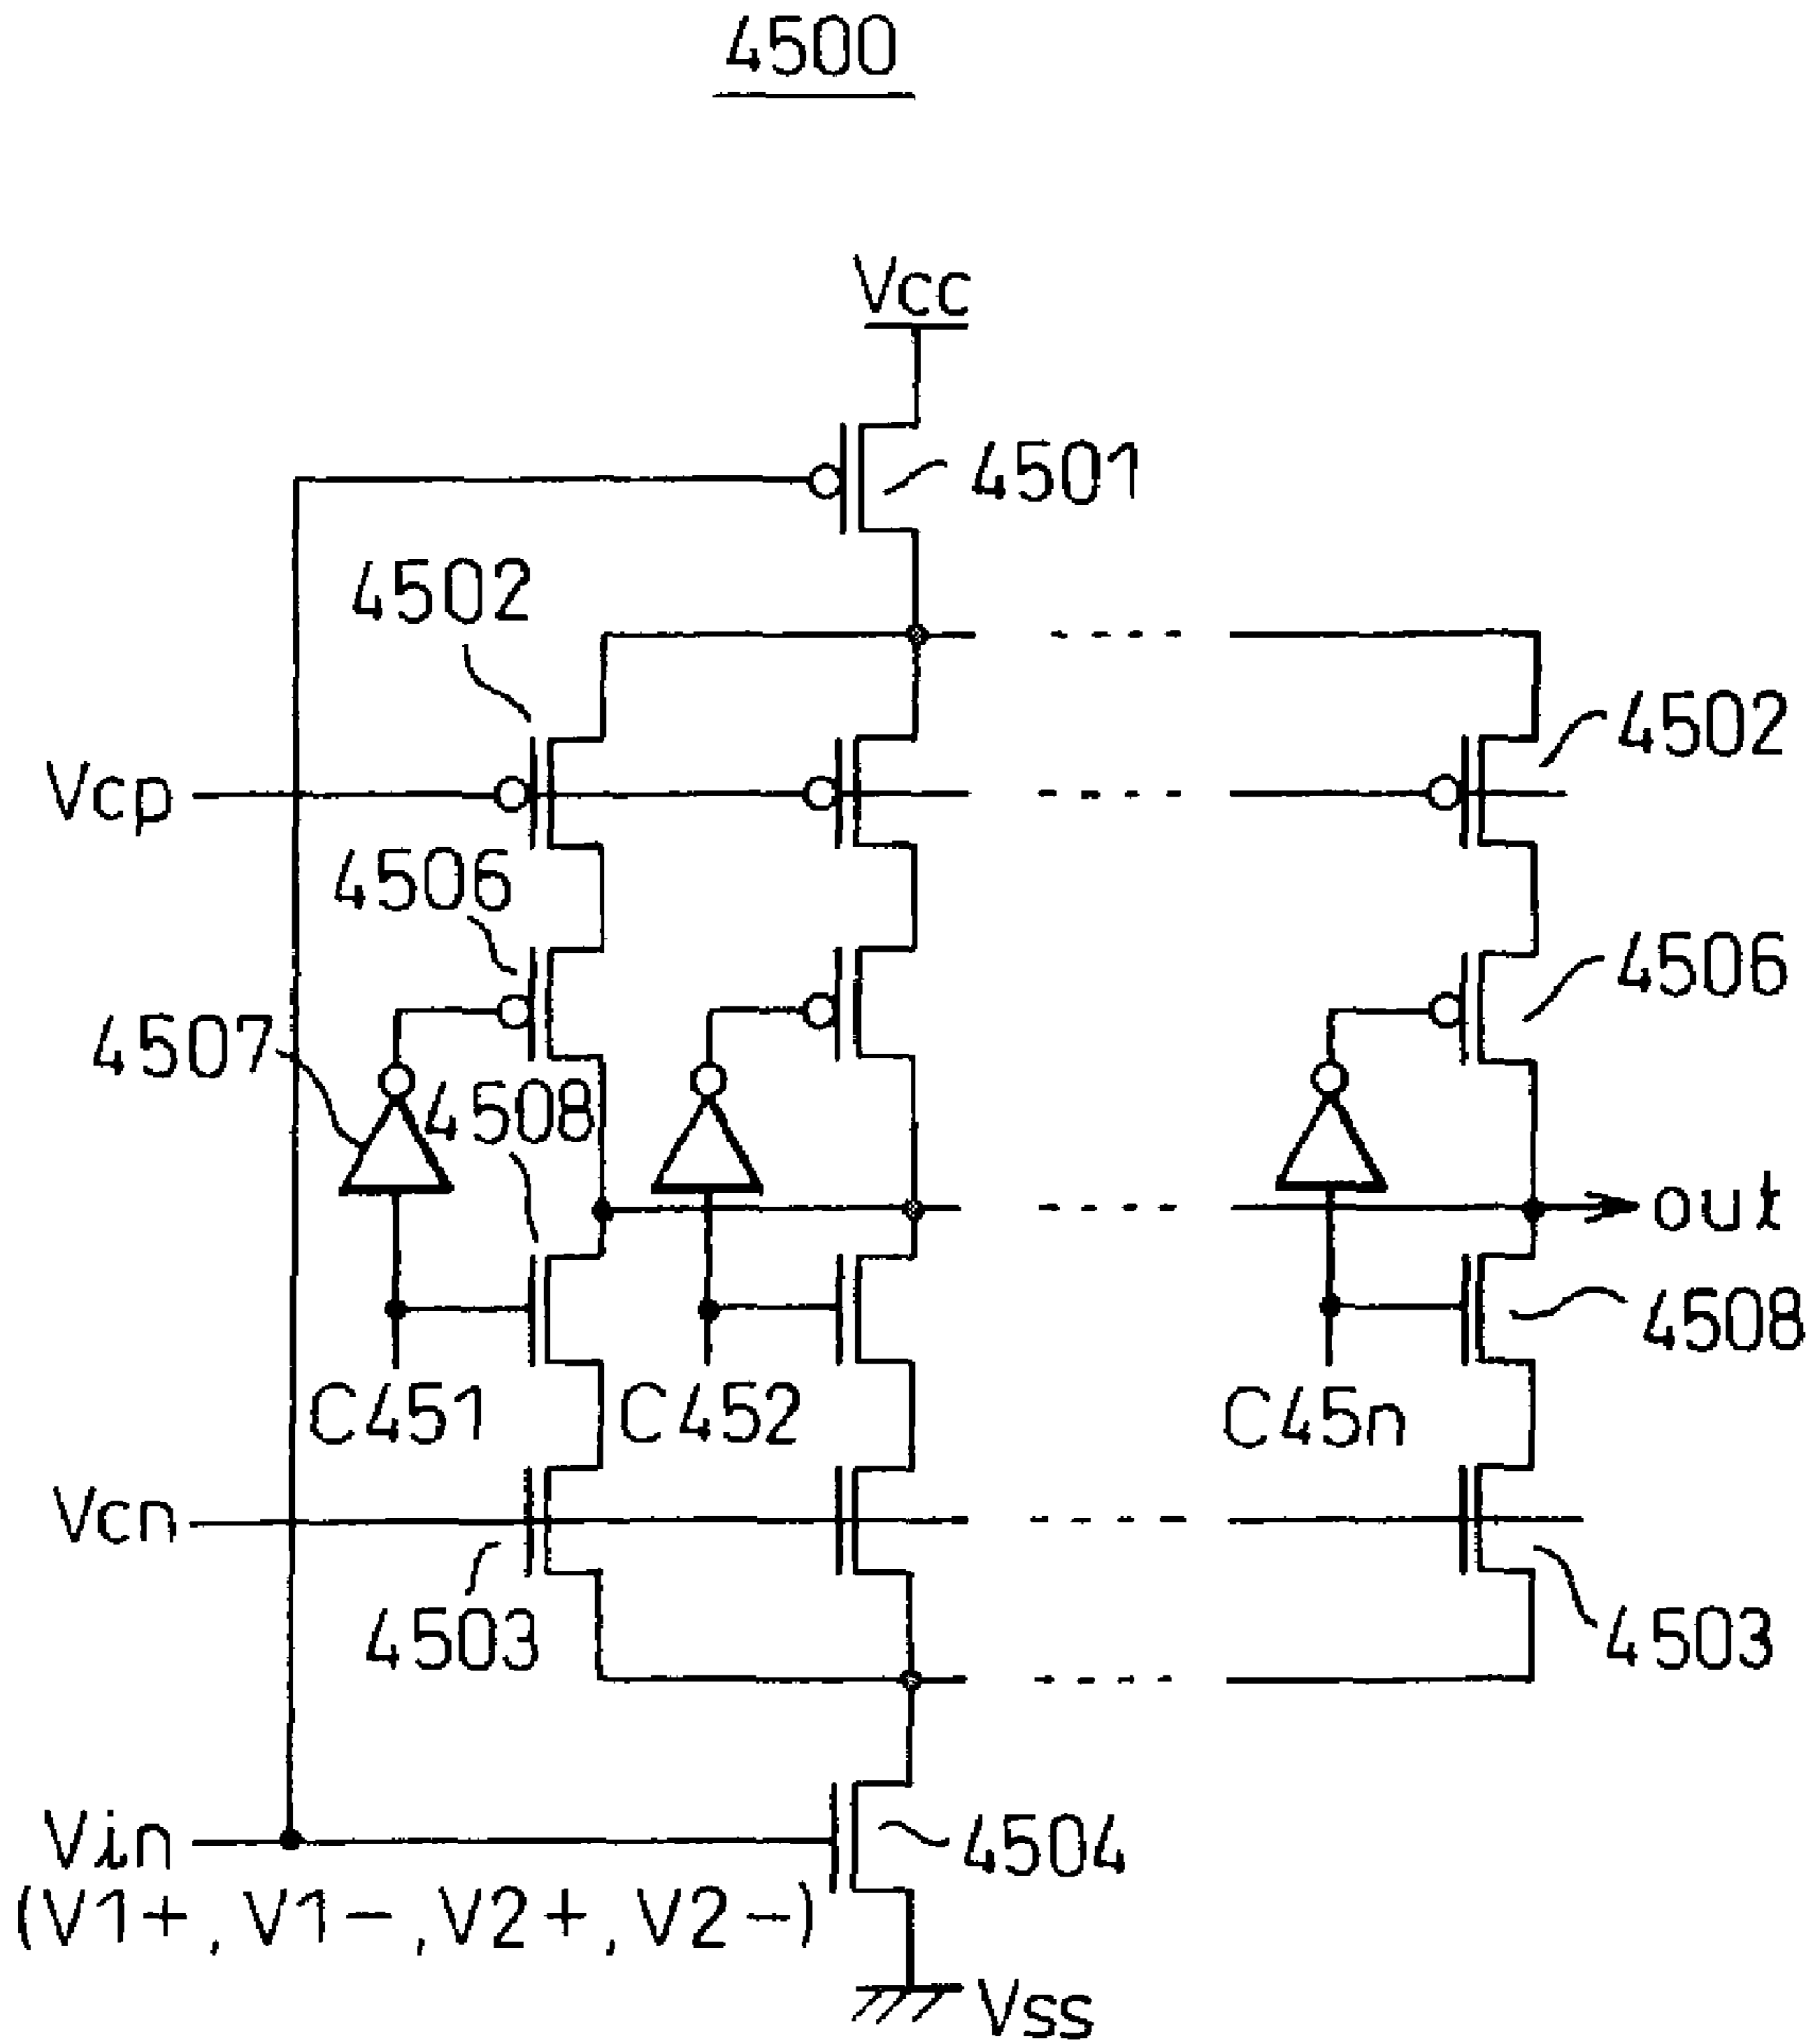 4500
Vcc
4501
4502
4502
Vcp
4506
4506
4507
4508
out
4508
C451
C452
C45n
Vcn
4503
4503
Vin
4504
(V1+, V1-, V2+, V2-)
Vss